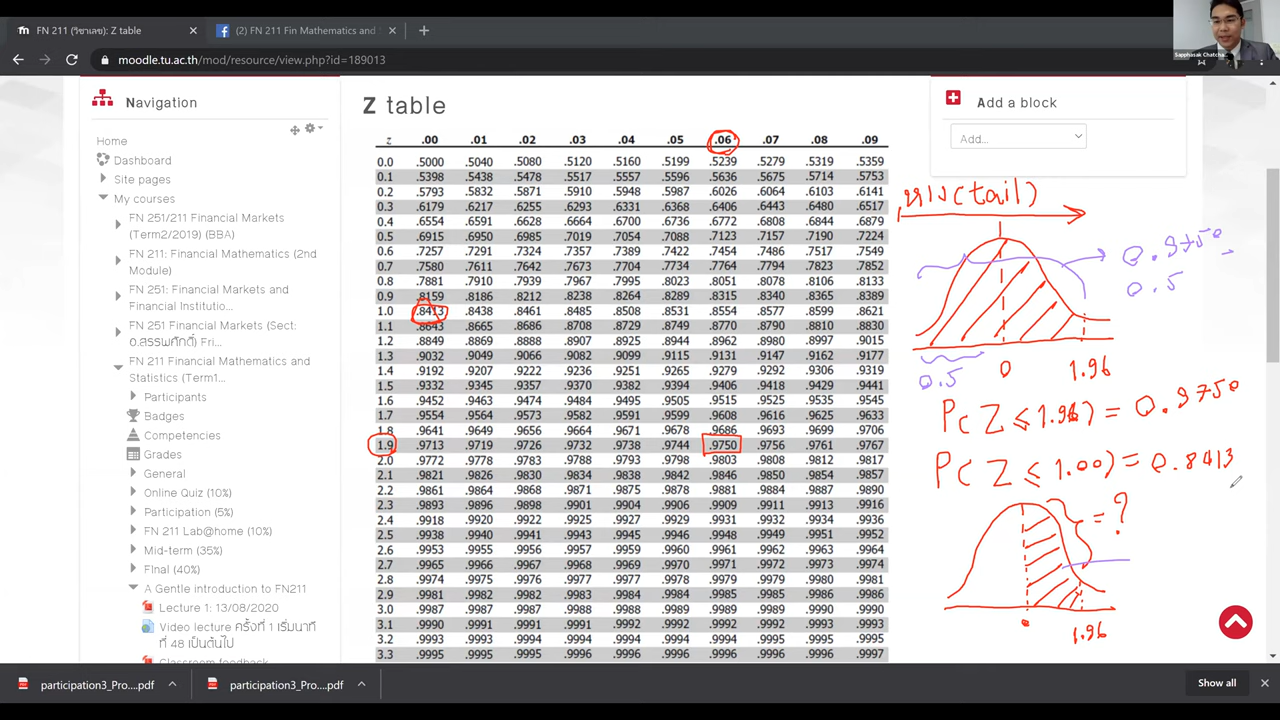 FN 211 (วิชาเลข): Z table
(2) FN 211 Fin Mathematics and
moodle.tu.ac.th/mod/resource/view.php?id=189013
Sapphasak Chatcha...
Navigation
Home
Dashboard
Site pages
My courses
FN 251/211 Financial Markets
(Term2/2019) (BBA)
FN 211: Financial Markets (2nd
Module)
FN 251: Financial Markets and
Financial Institutio...
FN 251 Financial Markets (Sect:
อ.สรรพศักดิ์) Fri...
FN 211 Financial Mathematics and
Statistics (Term1...
Participants
Badges
Competencies
Grades
General
Online Quiz (10%)
Participation (5%)
FN 211 Lab@home (10%)
Mid-term (35%)
FInal (40%)
A Gentle introduction to FN211
Lecture 1: 13/08/2020
Video lecture ครั้งที่ 1 เริ่มนาที
ที่ 48 เป็นต้นไป
Classroom feedback
Z table
z .00 .01 .02 .03 .04 .05 .06 .07 .08 .09
0.0 .5000 .5040 .5080 .5120 .5160 .5199 .5239 .5279 .5319 .5359
0.1 .5398 .5438 .5478 .5517 .5557 .5596 .5636 .5675 .5714 .5753
0.2 .5793 .5832 .5871 .5910 .5948 .5987 .6026 .6064 .6103 .6141
0.3 .6179 .6217 .6255 .6293 .6331 .6368 .6406 .6443 .6480 .6517
0.4 .6554 .6591 .6628 .6664 .6700 .6736 .6772 .6808 .6844 .6879
0.5 .6915 .6950 .6985 .7019 .7054 .7088 .7123 .7157 .7190 .7224
0.6 .7257 .7291 .7324 .7357 .7389 .7422 .7454 .7486 .7517 .7549
0.7 .7580 .7611 .7642 .7673 .7704 .7734 .7764 .7794 .7823 .7852
0.8 .7881 .7910 .7939 .7967 .7995 .8023 .8051 .8078 .8106 .8133
0.9 .8159 .8186 .8212 .8238 .8264 .8289 .8315 .8340 .8365 .8389
1.0 .8413 .8438 .8461 .8485 .8508 .8531 .8554 .8577 .8599 .8621
1.1 .8643 .8665 .8686 .8708 .8729 .8749 .8770 .8790 .8810 .8830
1.2 .8849 .8869 .8888 .8907 .8925 .8944 .8962 .8980 .8997 .9015
1.3 .9032 .9049 .9066 .9082 .9099 .9115 .9131 .9147 .9162 .9177
1.4 .9192 .9207 .9222 .9236 .9251 .9265 .9279 .9292 .9306 .9319
1.5 .9332 .9345 .9357 .9370 .9382 .9394 .9406 .9418 .9429 .9441
1.6 .9452 .9463 .9474 .9484 .9495 .9505 .9515 .9525 .9535 .9545
1.7 .9554 .9564 .9573 .9582 .9591 .9599 .9608 .9616 .9625 .9633
1.8 .9641 .9649 .9656 .9664 .9671 .9678 .9686 .9693 .9699 .9706
1.9 .9713 .9719 .9726 .9732 .9738 .9744 .9750 .9756 .9761 .9767
2.0 .9772 .9778 .9783 .9788 .9793 .9798 .9803 .9808 .9812 .9817
2.1 .9821 .9826 .9830 .9834 .9838 .9842 .9846 .9850 .9854 .9857
2.2 .9861 .9864 .9868 .9871 .9875 .9878 .9881 .9884 .9887 .9890
2.3 .9893 .9896 .9898 .9901 .9904 .9906 .9909 .9911 .9913 .9916
2.4 .9918 .9920 .9922 .9925 .9927 .9929 .9931 .9932 .9934 .9936
2.5 .9938 .9940 .9941 .9943 .9945 .9946 .9948 .9949 .9951 .9952
2.6 .9953 .9955 .9956 .9957 .9959 .9960 .9961 .9962 .9963 .9964
2.7 .9965 .9966 .9967 .9968 .9969 .9970 .9971 .9972 .9973 .9974
2.8 .9974 .9975 .9976 .9977 .9977 .9978 .9979 .9979 .9980 .9981
2.9 .9981 .9982 .9982 .9983 .9984 .9984 .9985 .9985 .9986 .9986
3.0 .9987 .9987 .9987 .9988 .9988 .9989 .9989 .9989 .9990 .9990
3.1 .9990 .9991 .9991 .9991 .9992 .9992 .9992 .9992 .9993 .9993
3.2 .9993 .9993 .9994 .9994 .9994 .9994 .9994 .9995 .9995 .9995
3.3 .9995 .9995 .9995 .9996 .9996 .9996 .9996 .9996 .9996 .9997
Add a block
Add...
(tail)
0.9750
0.5
0.5 0 1.96
P(Z ≤ 1.96) = 0.9750
P(Z ≤ 1.00) = 0.8413
= ?
0 1.96
participation3_Pro....pdf
participation3_Pro....pdf
Show all